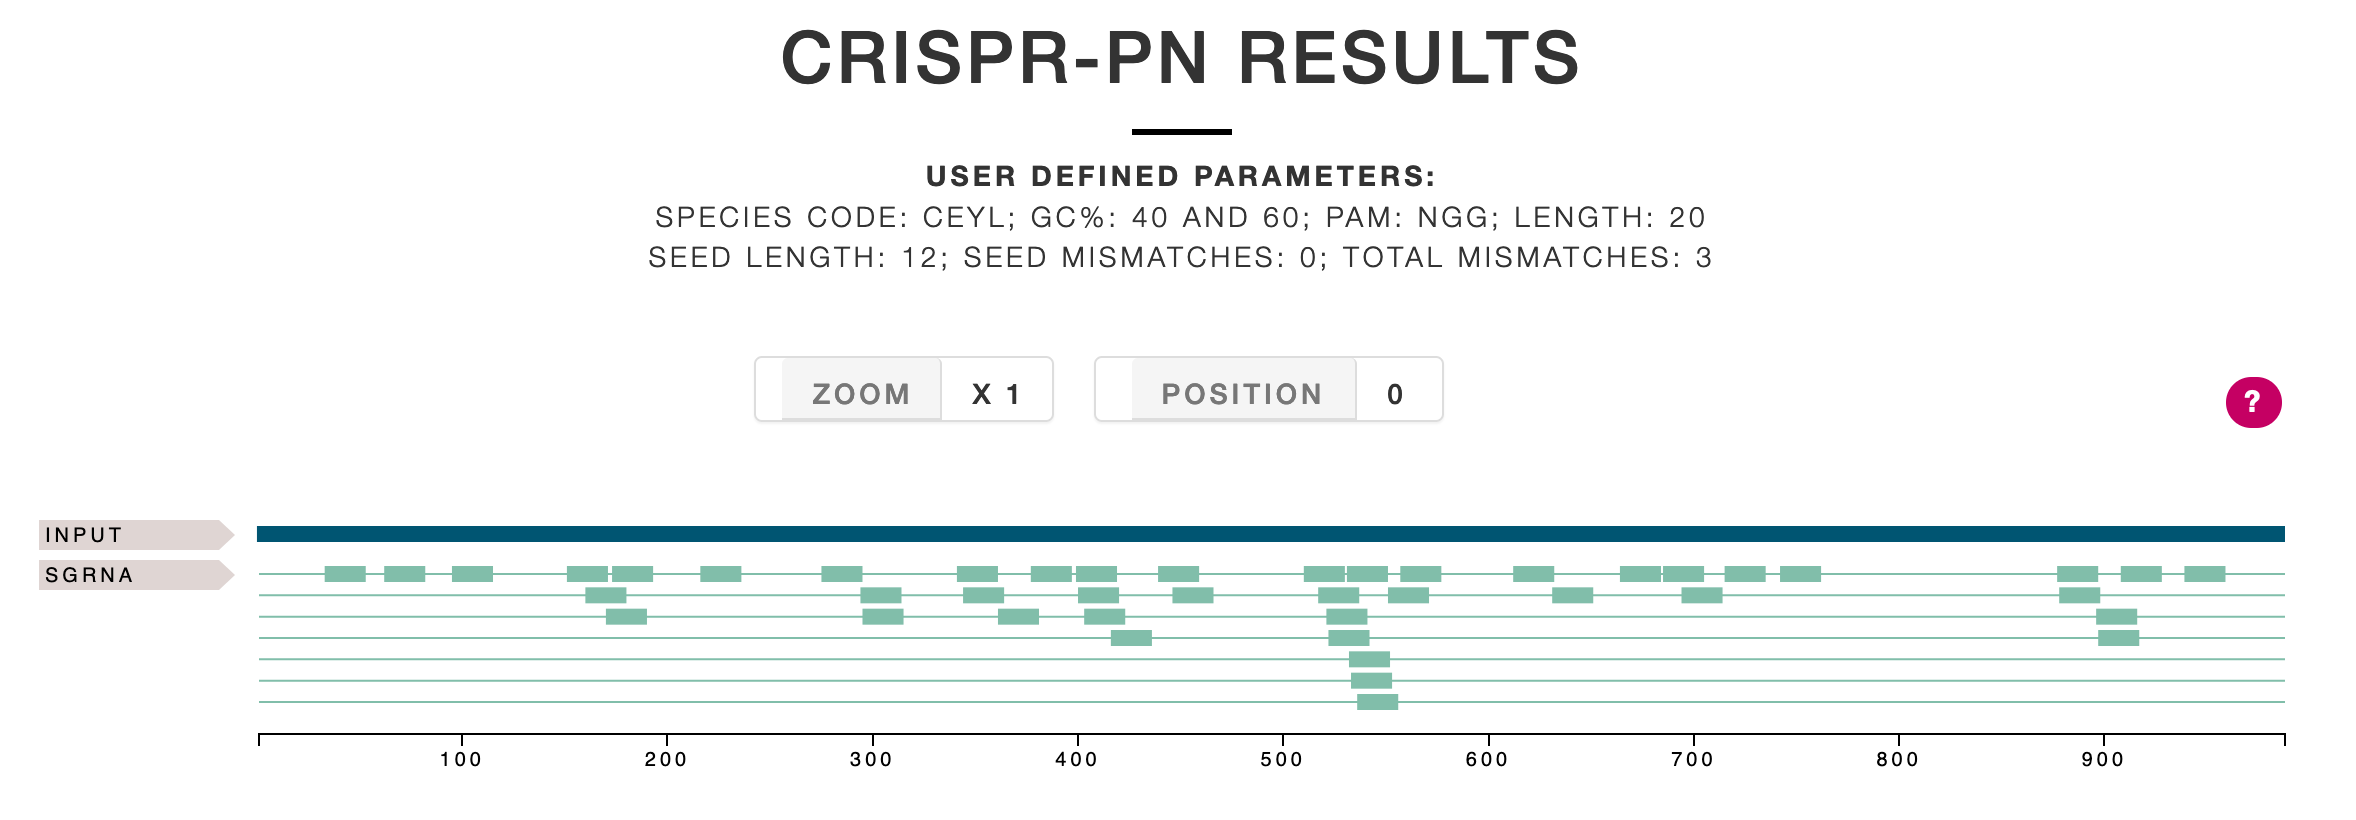 CRISPR-PN RESULTS
USER DEFINED PARAMETERS:
SPECIES CODE: CEYL; GC%: 40 AND 60; PAM: NGG; LENGTH: 20
SEED LENGTH: 12; SEED MISMATCHES: 0; TOTAL MISMATCHES: 3
ZOOM X 1 POSITION 0
?
INPUT
SGRNA
100 200 300 400 500 600 700 800 900